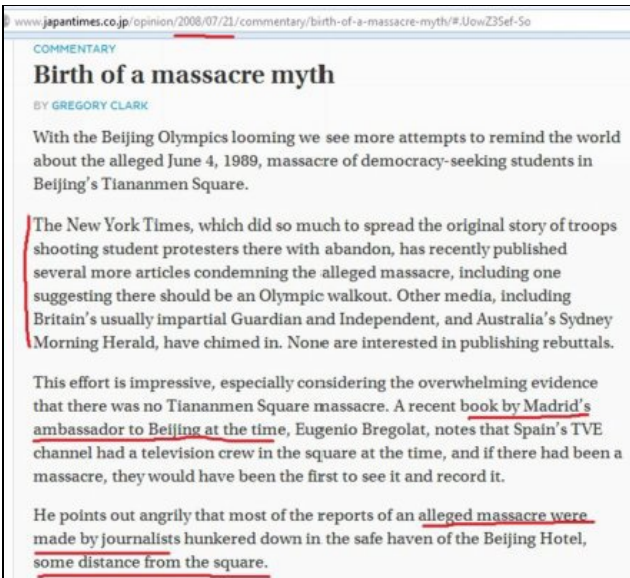 www.japantimes.co.jp/opinion/2008/07/21/commentary/birth-of-a-massacre-myth/#.UowZ3Sef-So
COMMENTARY
Birth of a massacre myth
BY GREGORY CLARK
With the Beijing Olympics looming we see more attempts to remind the world
about the alleged June 4, 1989, massacre of democracy-seeking students in
Beijing's Tiananmen Square.
The New York Times, which did so much to spread the original story of troops
shooting student protesters there with abandon, has recently published
several more articles condemning the alleged massacre, including one
suggesting there should be an Olympic walkout. Other media, including
Britain's usually impartial Guardian and Independent, and Australia's Sydney
Morning Herald, have chimed in. None are interested in publishing rebuttals.
This effort is impressive, especially considering the overwhelming evidence
that there was no Tiananmen Square massacre. A recent book by Madrid's
ambassador to Beijing at the time, Eugenio Bregolat, notes that Spain's TVE
channel had a television crew in the square at the time, and if there had been a
massacre, they would have been the first to see it and record it.
He points out angrily that most of the reports of an alleged massacre were
made by journalists hunkered down in the safe haven of the Beijing Hotel,
some distance from the square.